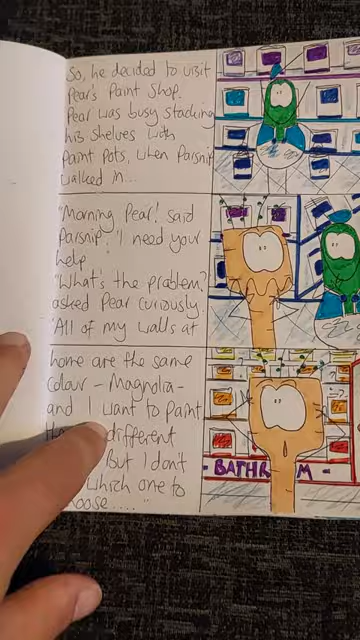 So, he decided to visit
Pear's Paint Shop.
Pear was busy stacking
his shelves with
paint pots, when Parsnip
walked in...
"Morning Pear! said
Parsnip. 'I need your
help
"What's the problem?
asked Pear curiously.
'All of my walls at
home are the same
colour - Magnolia -
and I want to paint
different
But I don't
which one to
BATHR M